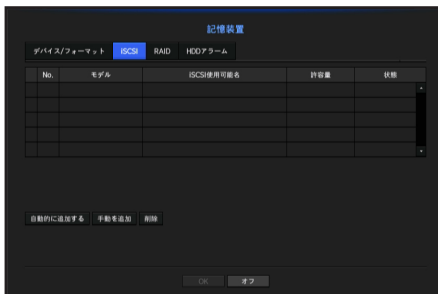 記憶装置
デバイス/フォーマット iSCSI RAID HDDアラーム
No. モデル iSCSI使用可能名 許容量 状態
自動的に追加する 手動を追加 削除
OK オフ